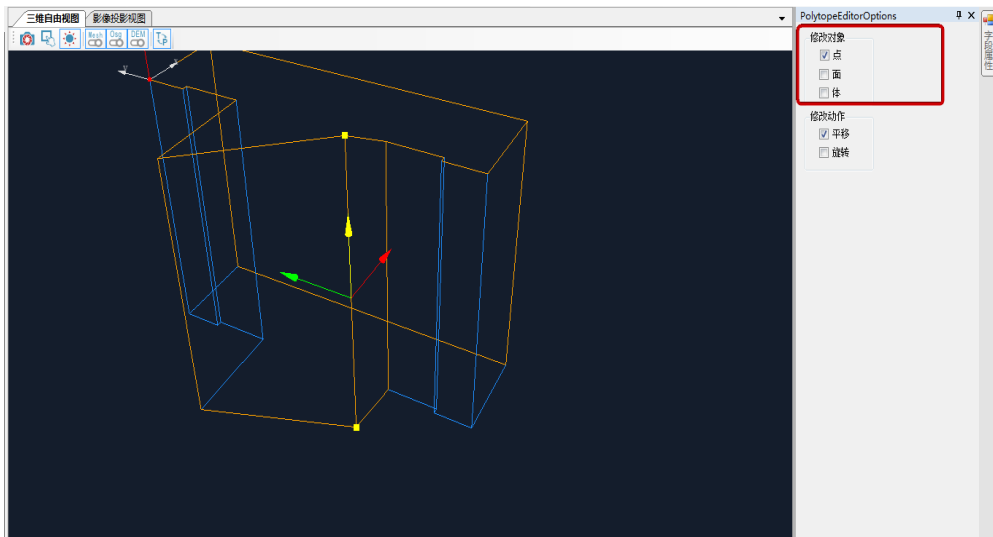 三维自由视图 影像投影视图
Mesh Osg DEM T P
Y X
PolytopeEditorOptions
修改对象
点
面
体
修改动作
平移
旋转
字段属性